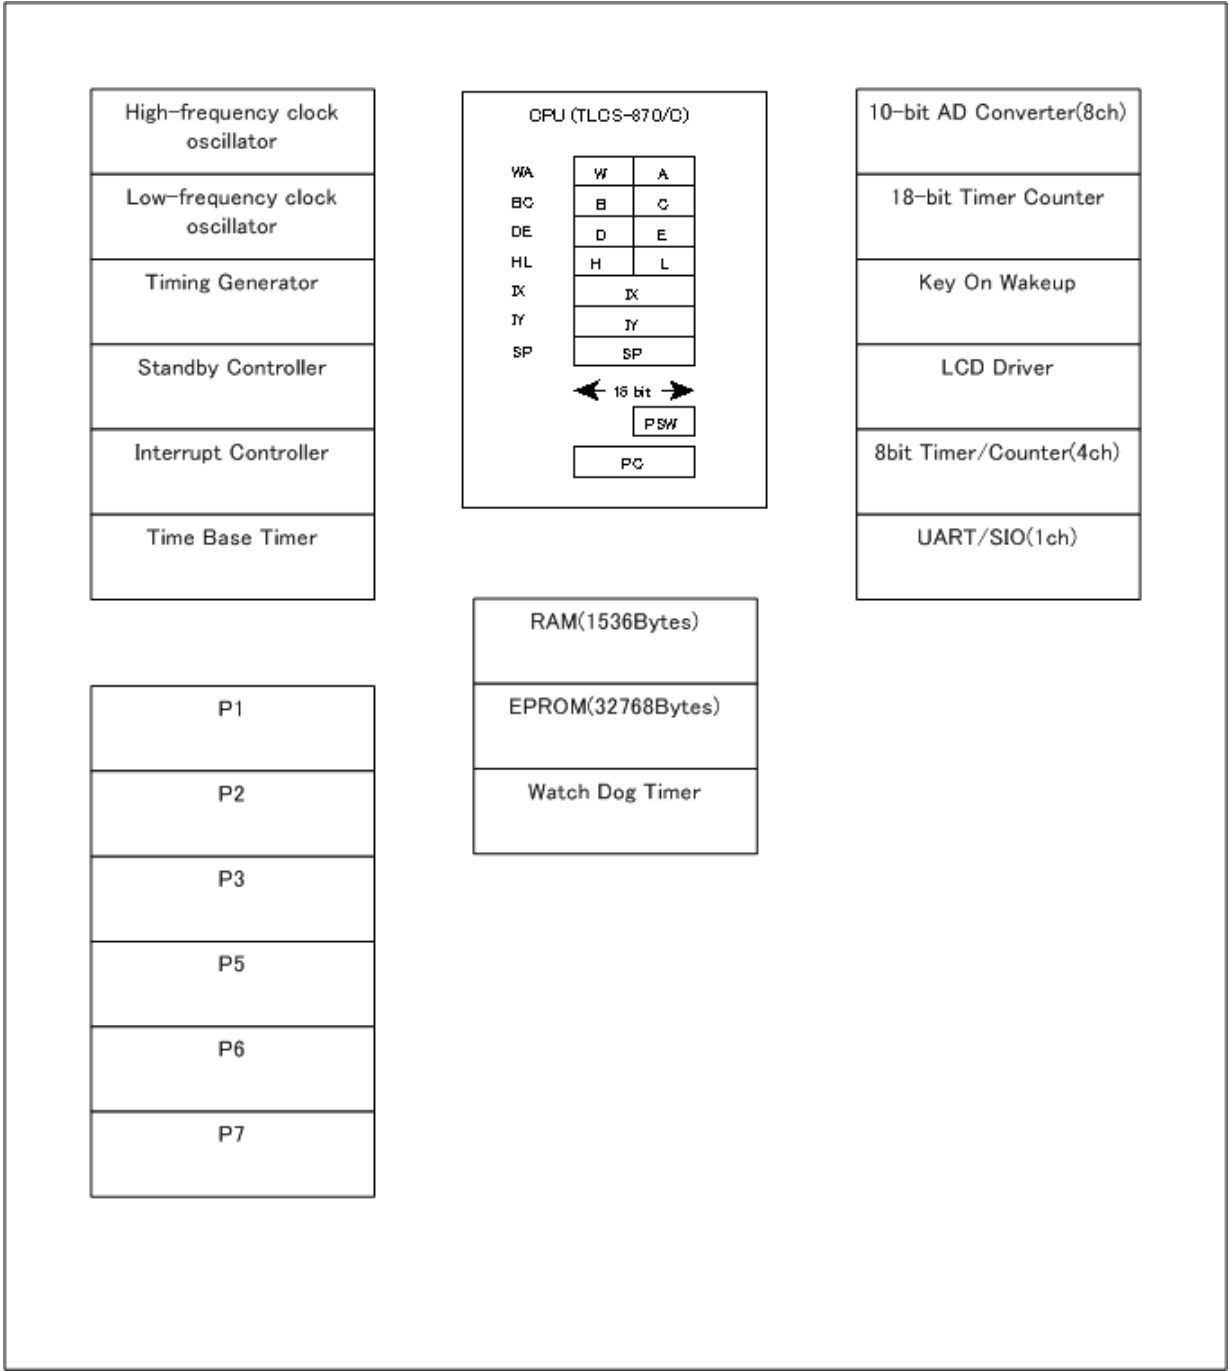 High-frequency clock
oscillator
Low-frequency clock
oscillator
Timing Generator
Standby Controller
Interrupt Controller
Time Base Timer
CPU (TLCS-870/C)
WA W A
BC B C
DE D E
HL H L
IX IX
IY IY
SP SP
16 bit
PSW
PC
10-bit AD Converter(8ch)
18-bit Timer Counter
Key On Wakeup
LCD Driver
8bit Timer/Counter(4ch)
UART/SIO(1ch)
RAM(1536Bytes)
EPROM(32768Bytes)
Watch Dog Timer
P1
P2
P3
P5
P6
P7